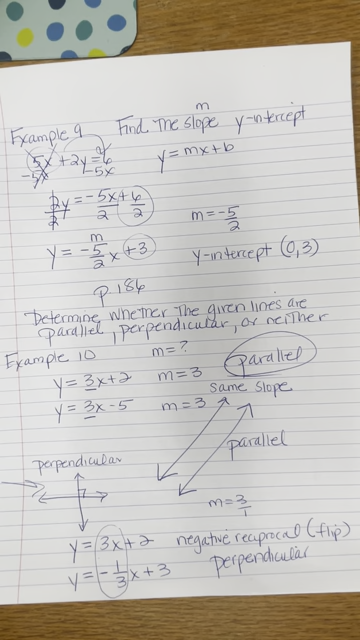 m
Example 9 Find the slope y-intercept
5x + 2y = 6 y = mx + b
-5x -5x
2y/2 = -5x/2 + 6/2 m = -5/2
m
y = -5/2 x + 3 y-intercept (0,3)
p. 186
Determine whether the given lines are
parallel, perpendicular, or neither
Example 10 m = ?
y = 3x + 2 m = 3 parallel
same slope
y = 3x - 5 m = 3
parallel
perpendicular
m = 3/1
y = 3x + 2 negative reciprocal (flip)
perpendicular
y = -1/3 x + 3